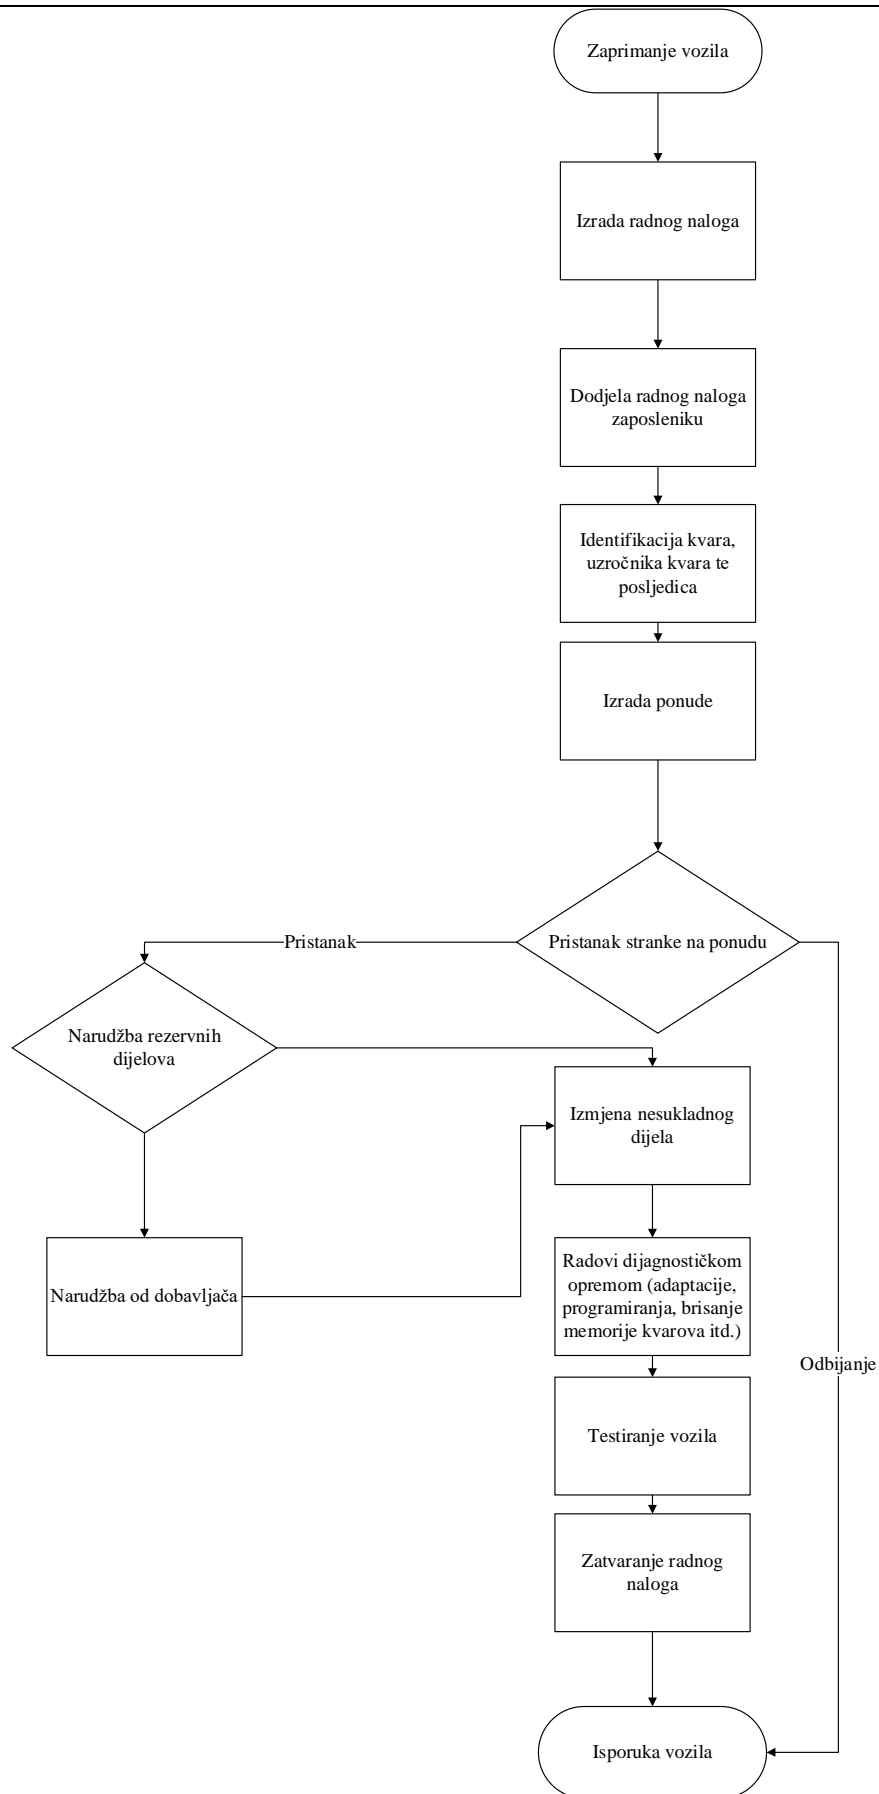 Zaprimanje vozila
Izrada radnog naloga
Dodjela radnog naloga
zaposleniku
Identifikacija kvara,
uzročnika kvara te
posljedica
Izrada ponude
Pristanak
Pristanak stranke na ponudu
Narudžba rezervnih
dijelova
Izmjena nesukladnog
dijela
Narudžba od dobavljača
Radovi dijagnostičkom
opremom (adaptacije,
programiranja, brisanje
memorije kvarova itd.)
Odbijanje
Testiranje vozila
Zatvaranje radnog
naloga
Isporuka vozila